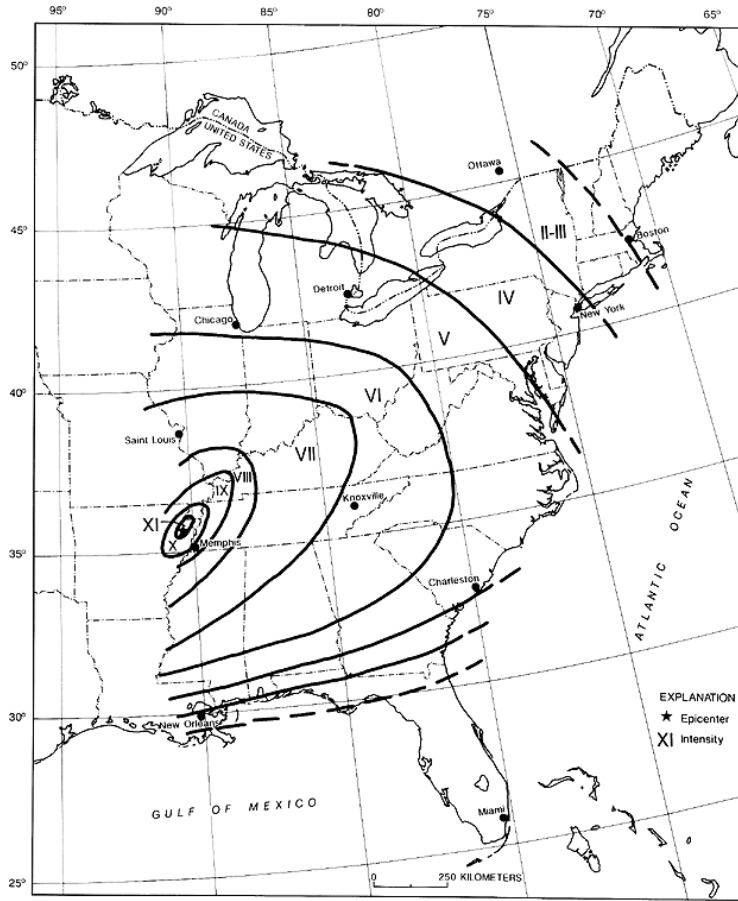 95° 90° 85° 80° 75° 70° 65°
50°
CANADA
UNITED STATES
Ottawa
45°
II-III
Boston
Detroit
IV
New York
Chicago
V
40°
VI
Saint Louis
VII
VIII
IX
Knoxville
XI
X
Memphis
35°
Charleston
ATLANTIC OCEAN
30°
New Orleans
EXPLANATION
★ Epicenter
XI Intensity
GULF OF MEXICO
Miami
0 250 KILOMETERS
25°